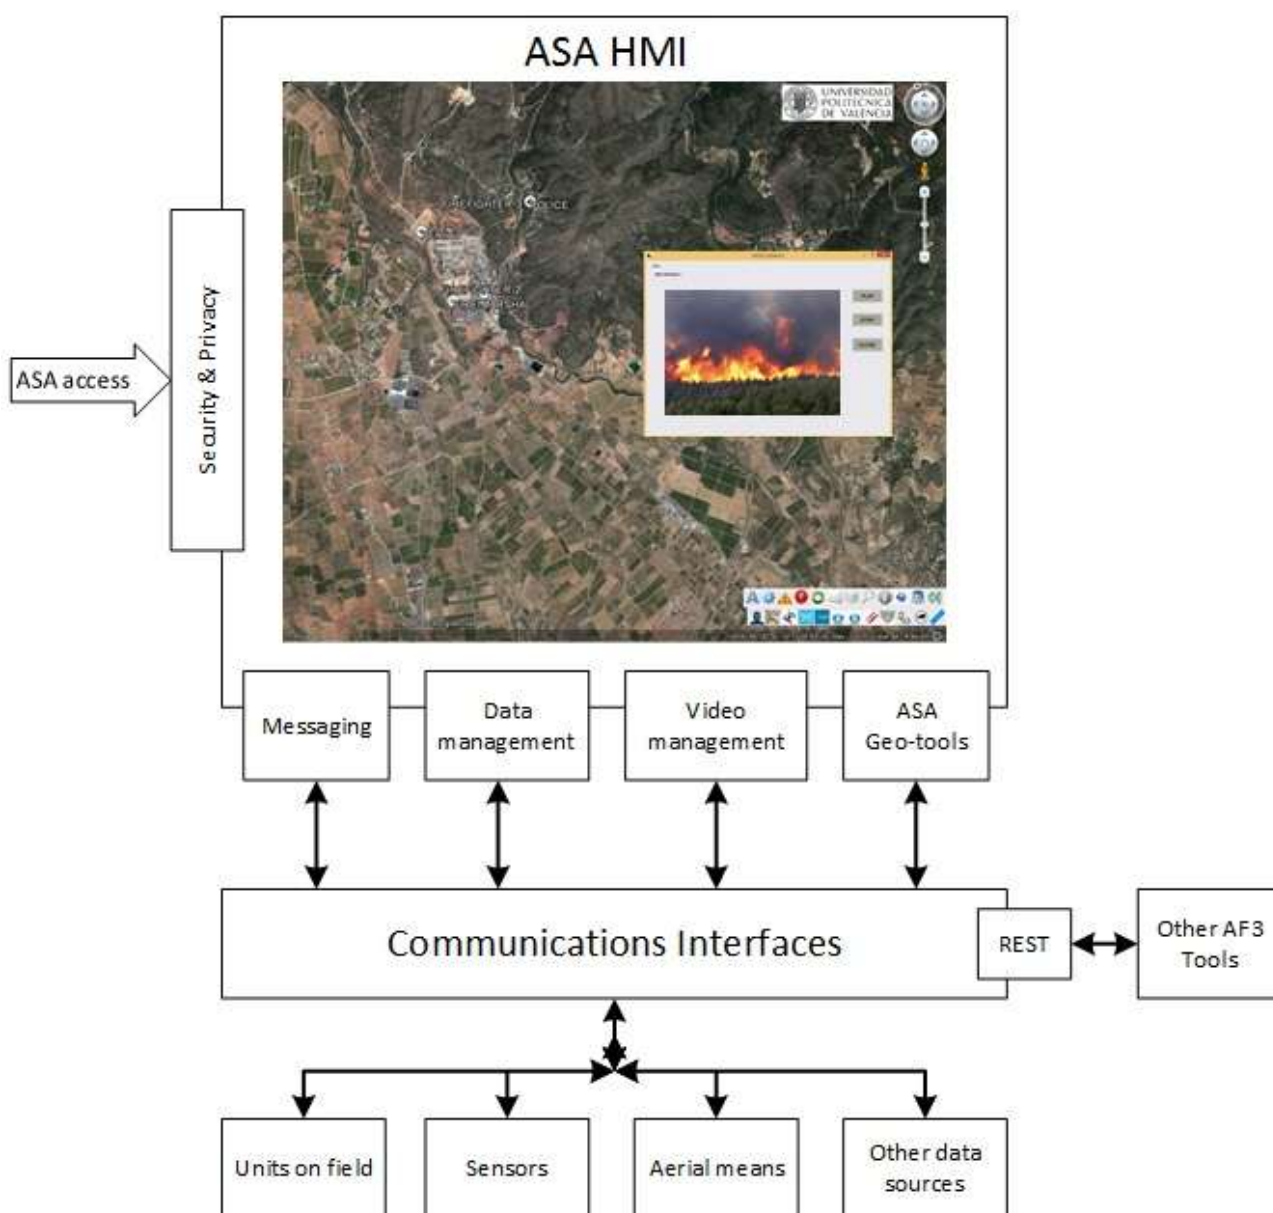 ASA HMI
UNIVERSIDAD
POLITECNICA
DE VALENCIA
POLICE
Security & Privacy
ASA access
Messaging
Data
management
Video
management
ASA
Geo-tools
Communications Interfaces
REST
Other AF3
Tools
Units on field
Sensors
Aerial means
Other data
sources